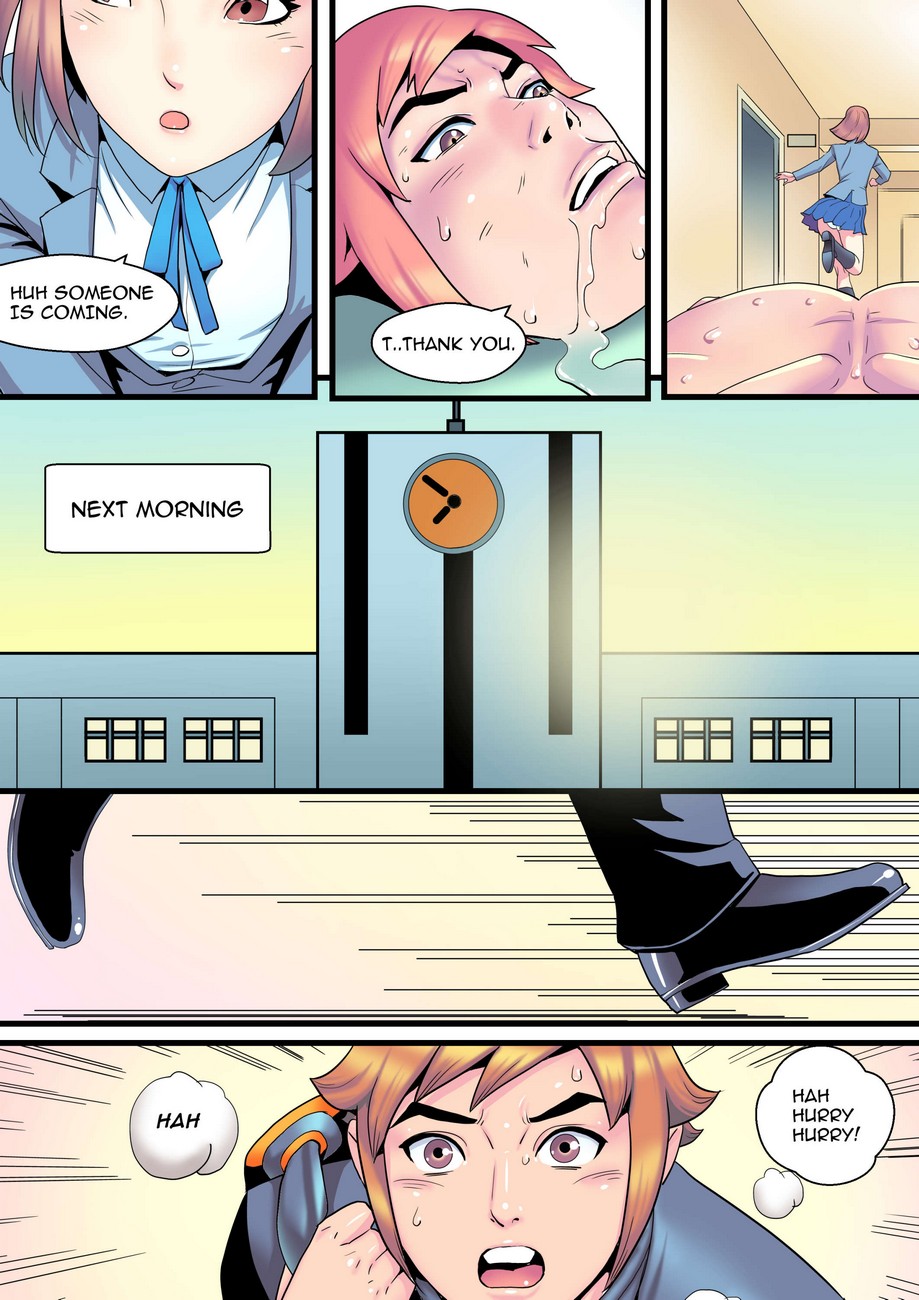 HUH SOMEONE
IS COMING.
T..THANK YOU.
NEXT MORNING
HAH
HAH
HURRY
HURRY!